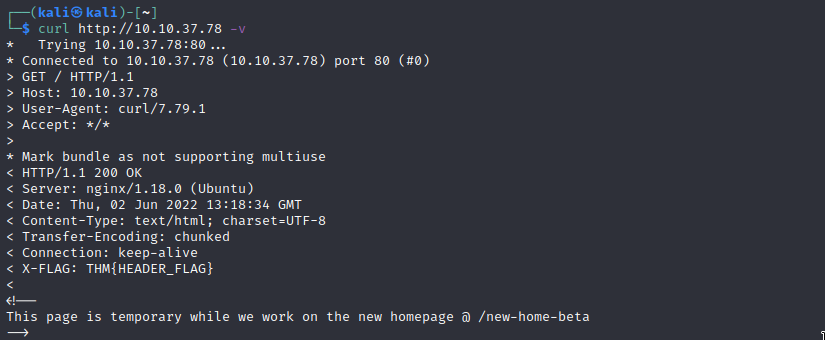 ┌──(kali㉿kali)-[~]
└─$ curl http://10.10.37.78 -v
*   Trying 10.10.37.78:80...
* Connected to 10.10.37.78 (10.10.37.78) port 80 (#0)
> GET / HTTP/1.1
> Host: 10.10.37.78
> User-Agent: curl/7.79.1
> Accept: */*
>
* Mark bundle as not supporting multiuse
< HTTP/1.1 200 OK
< Server: nginx/1.18.0 (Ubuntu)
< Date: Thu, 02 Jun 2022 13:18:34 GMT
< Content-Type: text/html; charset=UTF-8
< Transfer-Encoding: chunked
< Connection: keep-alive
< X-FLAG: THM{HEADER_FLAG}
<
<!--
This page is temporary while we work on the new homepage @ /new-home-beta
-->